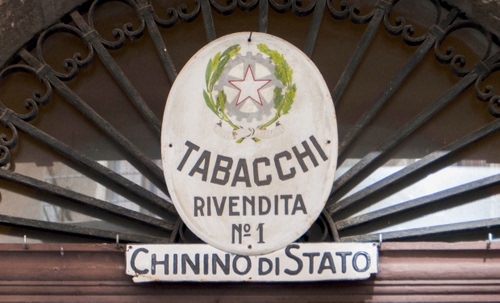 TABACCHI
RIVENDITA
Nº 1
CHININO DI STATO